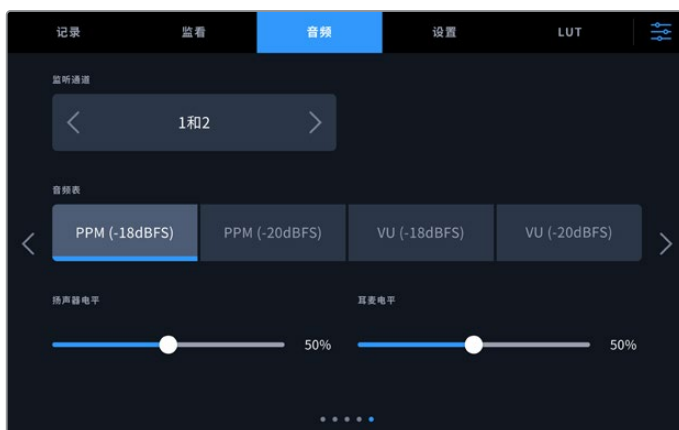 记录 监看 音频 设置 LUT
监听通道
1和2
音频表
PPM (-18dBFS) PPM (-20dBFS) VU (-18dBFS) VU (-20dBFS)
扬声器电平 耳麦电平
50% 50%